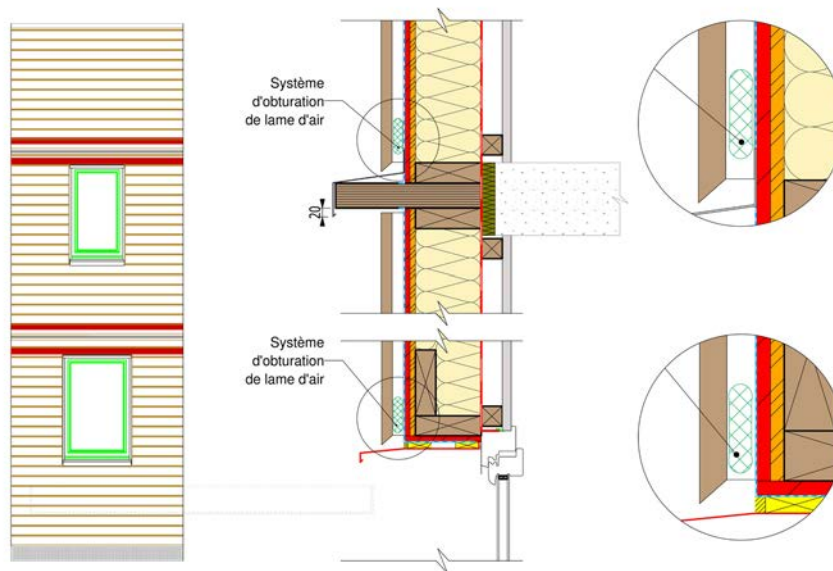 Système
d'obturation
de lame d'air
20
Système
d'obturation
de lame d'air